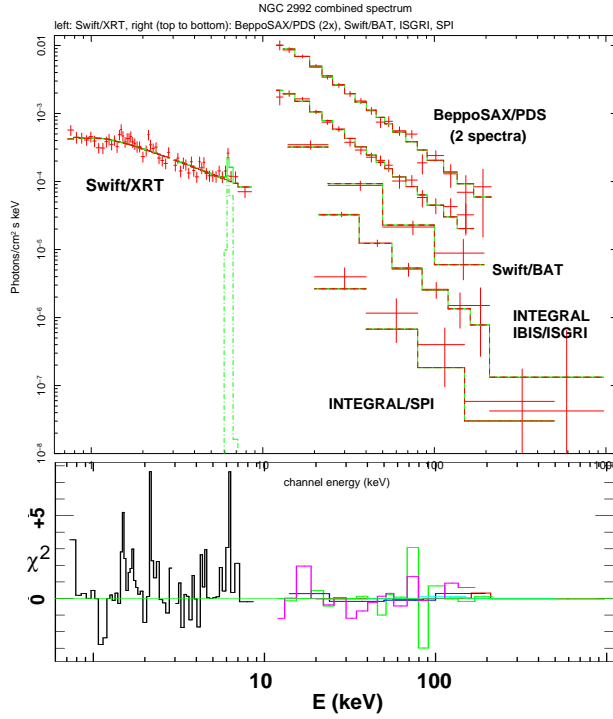 NGC 2992 combined spectrum
left: Swift/XRT, right (top to bottom): BeppoSAX/PDS (2x), Swift/BAT, ISGRI, SPI
0.01
10⁻³
10⁻⁴
10⁻⁵
10⁻⁶
10⁻⁷
10⁻⁸
Photons/cm² s keV
BeppoSAX/PDS
(2 spectra)
Swift/XRT
Swift/BAT
INTEGRAL
IBIS/ISGRI
INTEGRAL/SPI
1 10 100
channel energy (keV)
+5
χ2
0
10 100
E (keV)